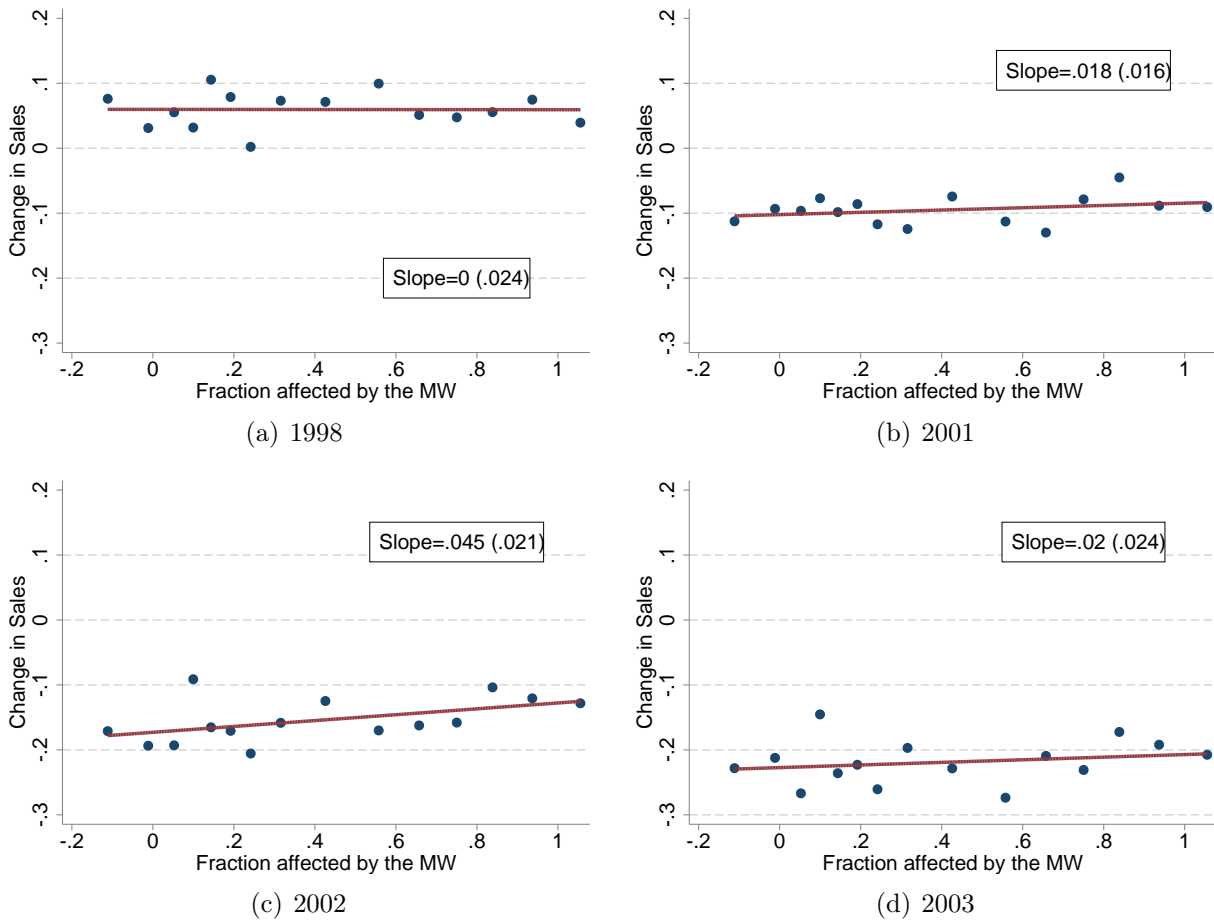 .2
.1
0
-.1
-.2
-.3
Change in Sales
Slope=0 (.024)
-.2 0 .2 .4 .6 .8 1
Fraction affected by the MW
(a) 1998
.2
.1
0
-.1
-.2
-.3
Change in Sales
Slope=.018 (.016)
-.2 0 .2 .4 .6 .8 1
Fraction affected by the MW
(b) 2001
.2
.1
0
-.1
-.2
-.3
Change in Sales
Slope=.045 (.021)
-.2 0 .2 .4 .6 .8 1
Fraction affected by the MW
(c) 2002
.2
.1
0
-.1
-.2
-.3
Change in Sales
Slope=.02 (.024)
-.2 0 .2 .4 .6 .8 1
Fraction affected by the MW
(d) 2003